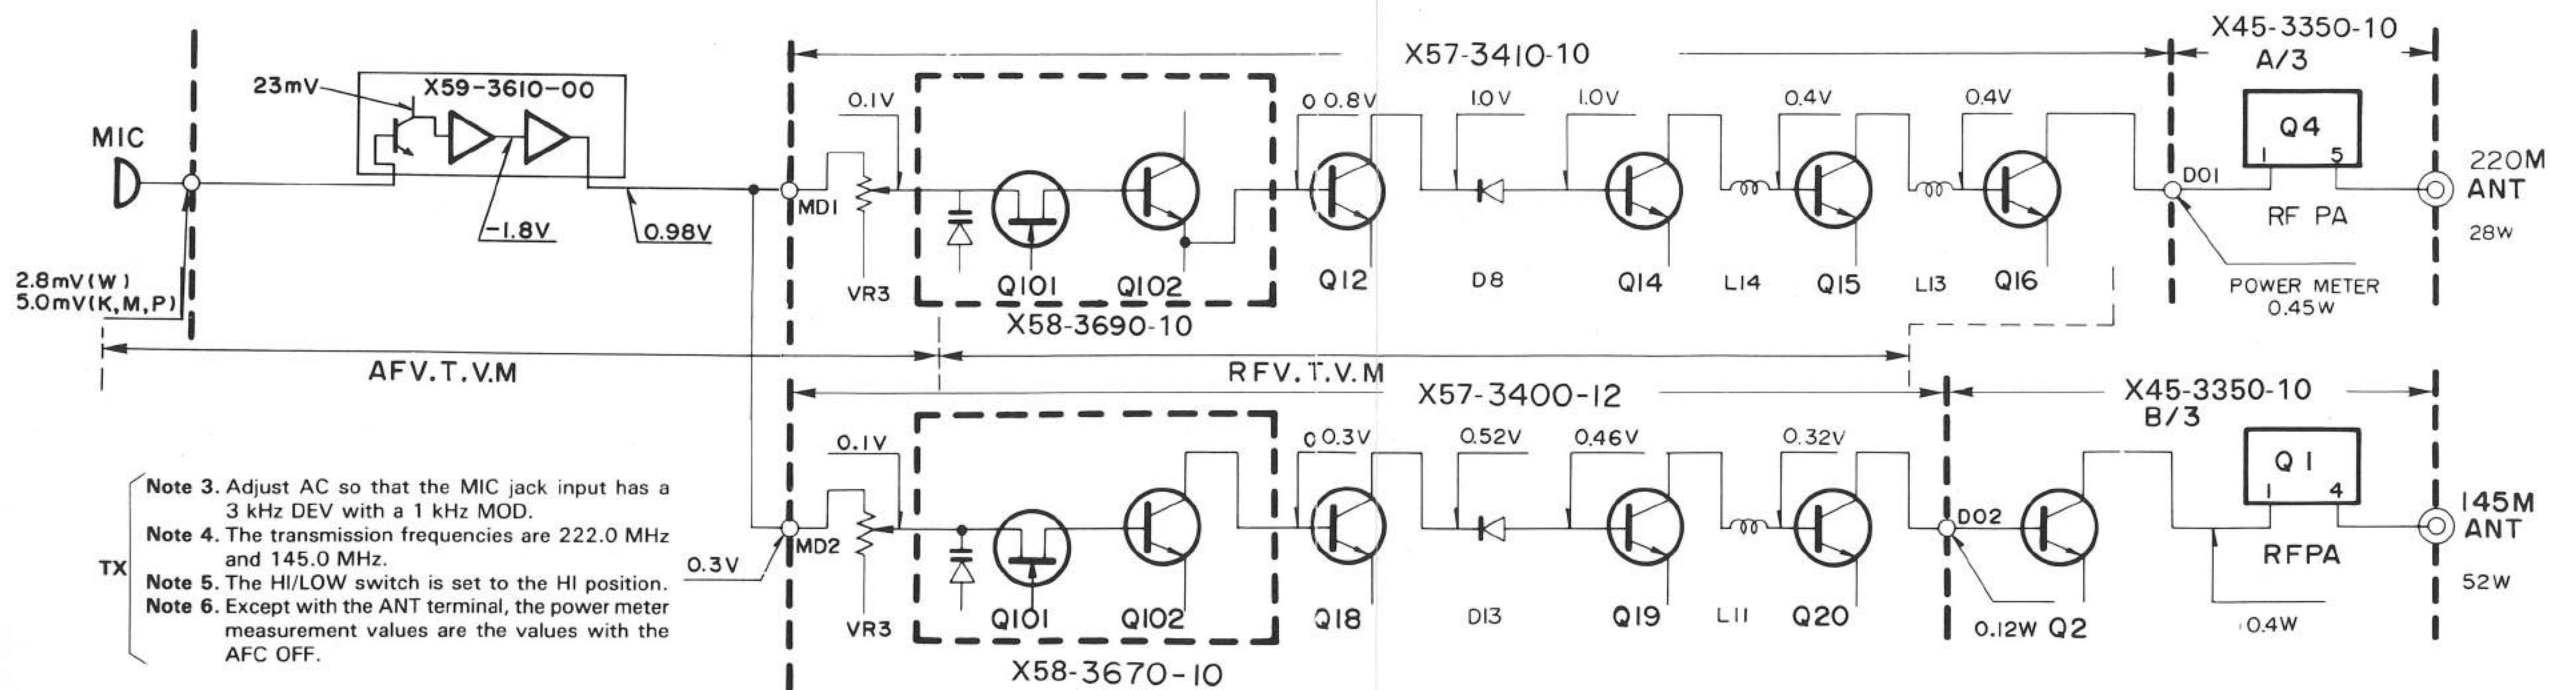 X45-3350-10
A/3
X57-3410-10
23mV
X59-3610-00
0.1V
0 0.8V
1.0V
1.0V
0.4V
0.4V
Q4
1 5
MIC
220M
ANT
28W
MD1
DO1
RF PA
-1.8V
0.98V
2.8mV(W)
5.0mV(K,M,P)
VR3
Q101
Q102
Q12
D8
Q14
L14
Q15
L13
Q16
POWER METER
0.45W
X58-3690-10
AFV.T.V.M
RFV.T.V.M
X57-3400-12
X45-3350-10
B/3
0.1V
0 0.3V
0.52V
0.46V
0.32V
Q1
1 4
145M
ANT
52W
MD2
DO2
RFPA
0.3V
TX
Note 3. Adjust AC so that the MIC jack input has a
3 kHz DEV with a 1 kHz MOD.
Note 4. The transmission frequencies are 222.0 MHz
and 145.0 MHz.
Note 5. The HI/LOW switch is set to the HI position.
Note 6. Except with the ANT terminal, the power meter
measurement values are the values with the
AFC OFF.
VR3
Q101
Q102
Q18
D13
Q19
L11
Q20
0.12W Q2
0.4W
X58-3670-10